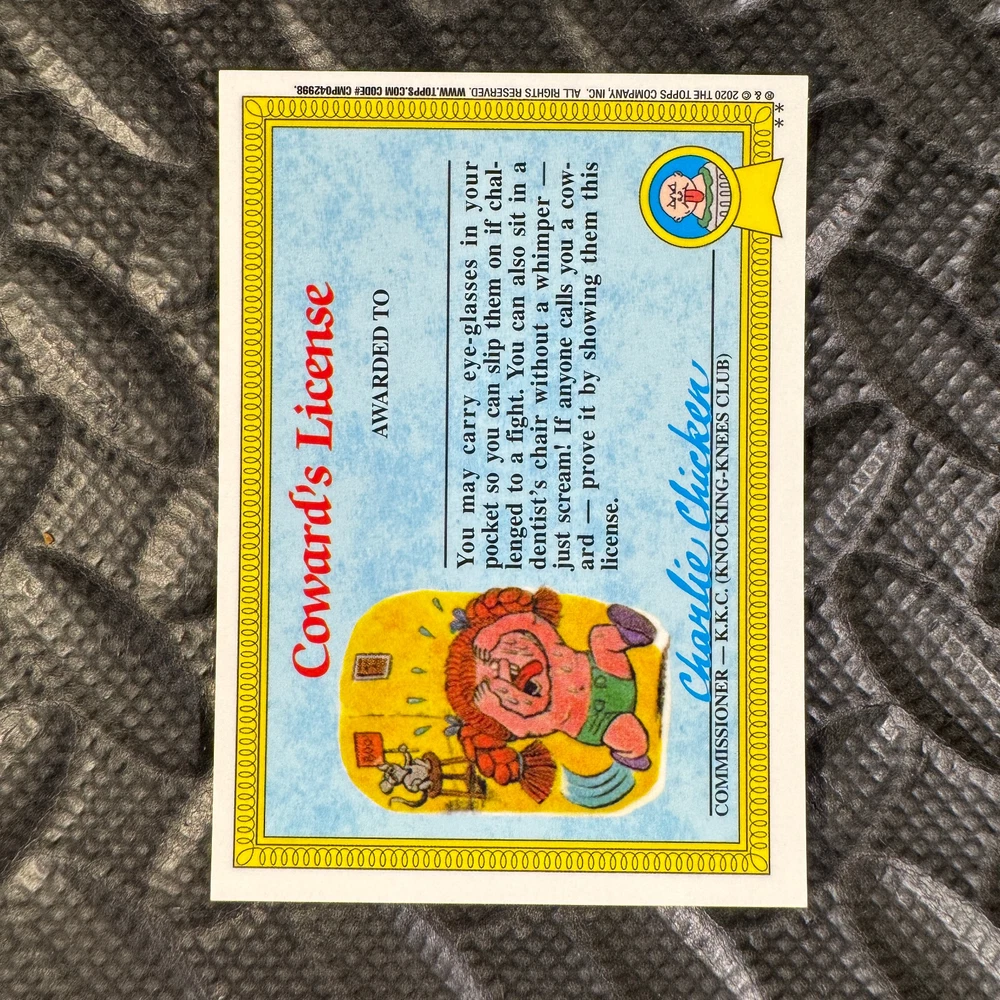 Coward's License
AWARDED TO
You may carry eye-glasses in your
pocket so you can slip them on if chal-
lenged to a fight. You can also sit in a
dentist's chair without a whimper —
just scream! If anyone calls you a cow-
ard — prove it by showing them this
license.
BOO
Charlie Chicken
COMMISSIONER — K.K.C. (KNOCKING-KNEES CLUB)
® & © 2020 THE TOPPS COMPANY, INC. ALL RIGHTS RESERVED. WWW.TOPPS.COM CODE# CMP042998.
**